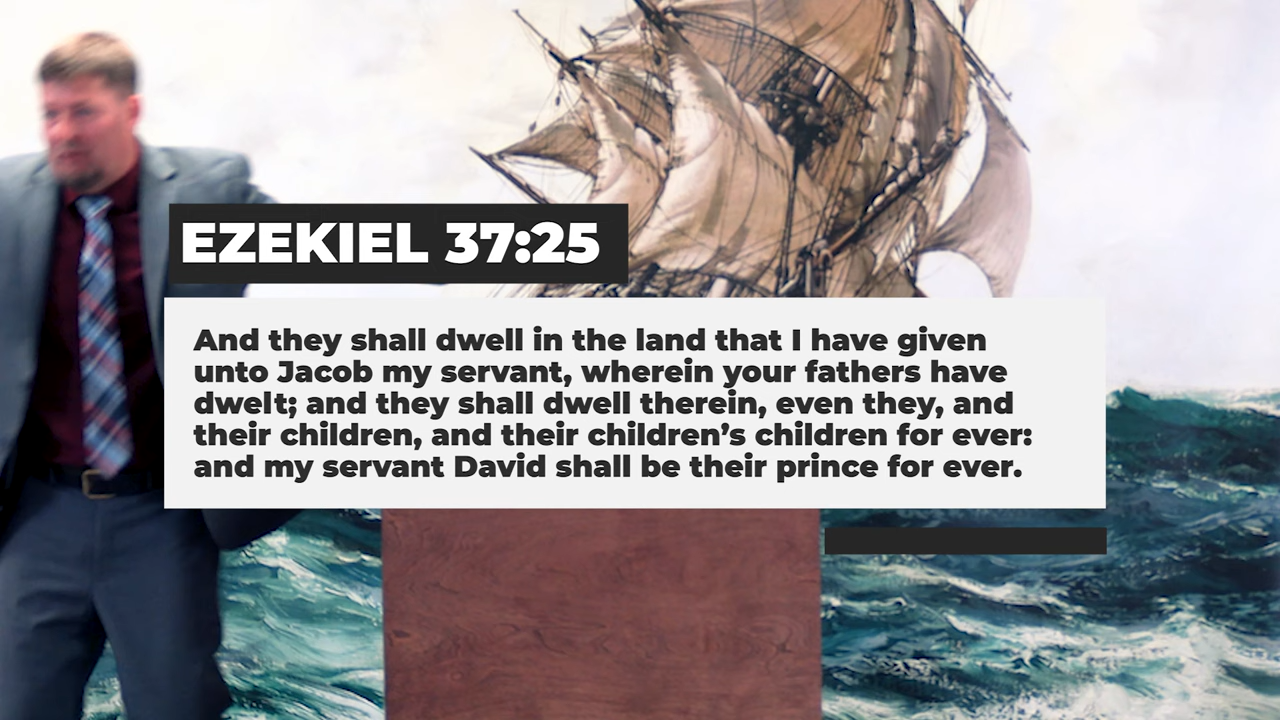 EZEKIEL 37:25
And they shall dwell in the land that I have given
unto Jacob my servant, wherein your fathers have
dwelt; and they shall dwell therein, even they, and
their children, and their children’s children for ever:
and my servant David shall be their prince for ever.